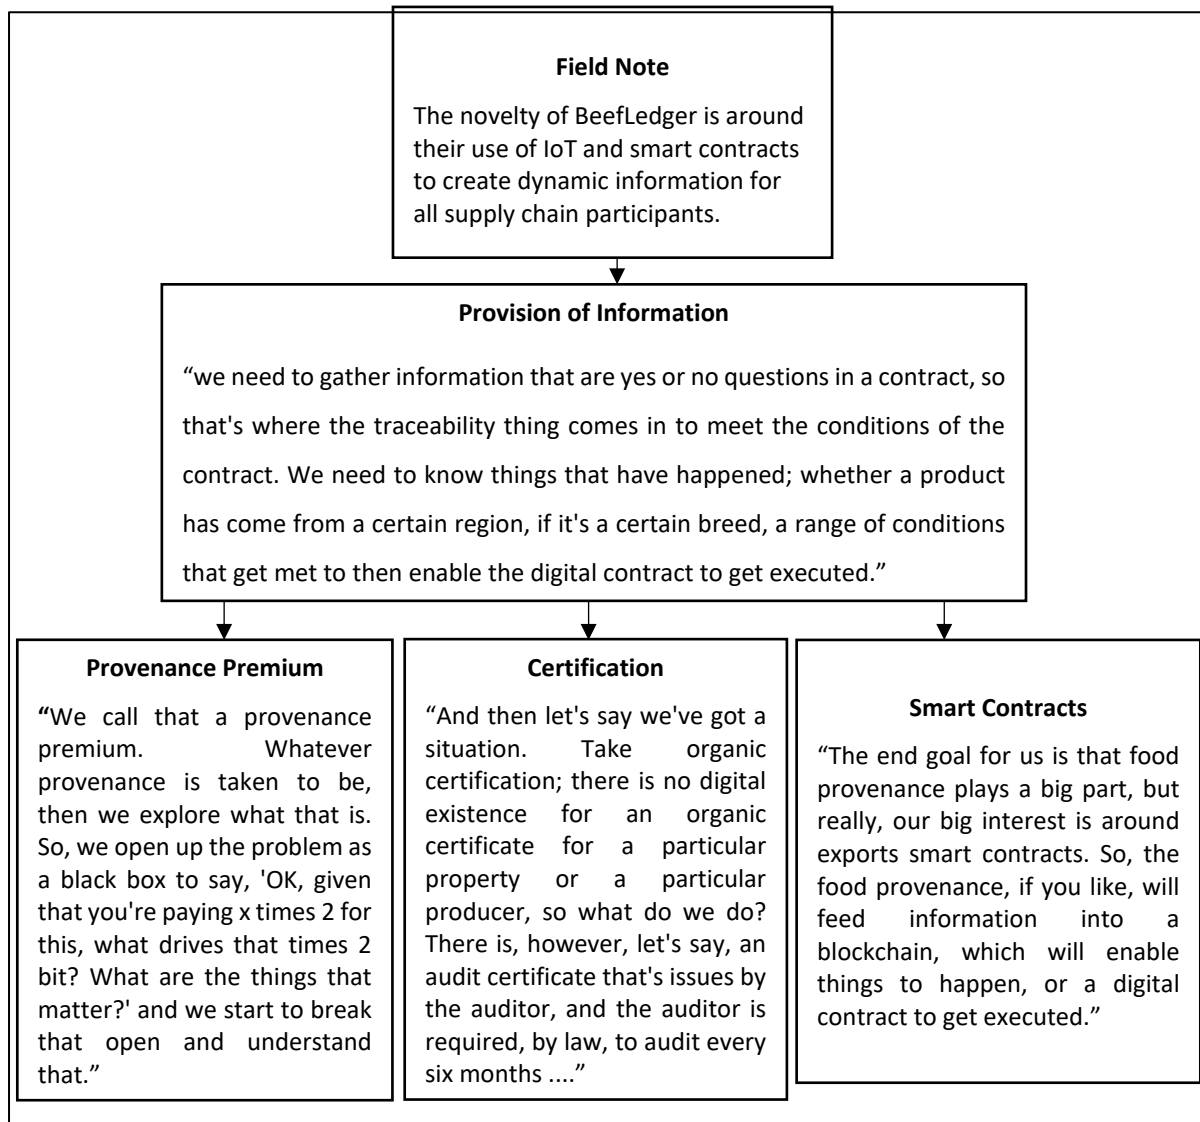 Field Note
The novelty of BeefLedger is around
their use of IoT and smart contracts
to create dynamic information for
all supply chain participants.
Provision of Information
“we need to gather information that are yes or no questions in a contract, so
that's where the traceability thing comes in to meet the conditions of the
contract. We need to know things that have happened; whether a product
has come from a certain region, if it's a certain breed, a range of conditions
that get met to then enable the digital contract to get executed.”
Provenance Premium
“We call that a provenance
premium. Whatever
provenance is taken to be,
then we explore what that is.
So, we open up the problem as
a black box to say, 'OK, given
that you're paying x times 2 for
this, what drives that times 2
bit? What are the things that
matter?' and we start to break
that open and understand
that.”
Certification
“And then let's say we've got a
situation. Take organic
certification; there is no digital
existence for an organic
certificate for a particular
property or a particular
producer, so what do we do?
There is, however, let's say, an
audit certificate that's issues by
the auditor, and the auditor is
required, by law, to audit every
six months ....”
Smart Contracts
“The end goal for us is that food
provenance plays a big part, but
really, our big interest is around
exports smart contracts. So, the
food provenance, if you like, will
feed information into a
blockchain, which will enable
things to happen, or a digital
contract to get executed.”